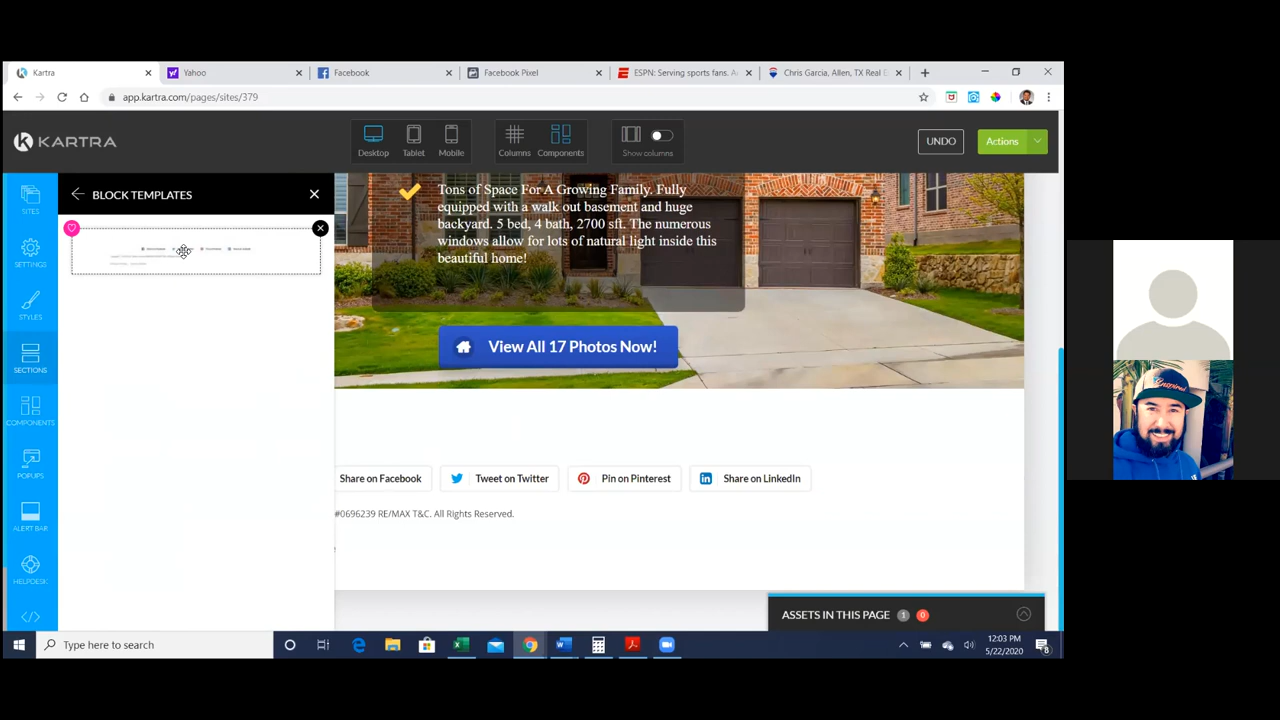 Kartra
Yahoo
Facebook
Facebook Pixel
ESPN: Serving sports fans. A
Chris Garcia, Allen, TX Real E
app.kartra.com/pages/sites/379
KARTRA
Desktop
Tablet
Mobile
Columns
Components
Show columns
UNDO
Actions
SITES
SETTINGS
STYLES
SECTIONS
COMPONENTS
POPUPS
ALERT BAR
HELPDESK
BLOCK TEMPLATES
Tons of Space For A Growing Family. Fully
equipped with a walk out basement and huge
backyard. 5 bed, 4 bath, 2700 sft. The numerous
windows allow for lots of natural light inside this
beautiful home!
View All 17 Photos Now!
Share on Facebook
Tweet on Twitter
Pin on Pinterest
Share on LinkedIn
#0696239 RE/MAX T&C. All Rights Reserved.
ASSETS IN THIS PAGE 1 0
Type here to search
12:03 PM
5/22/2020
8
Inspired